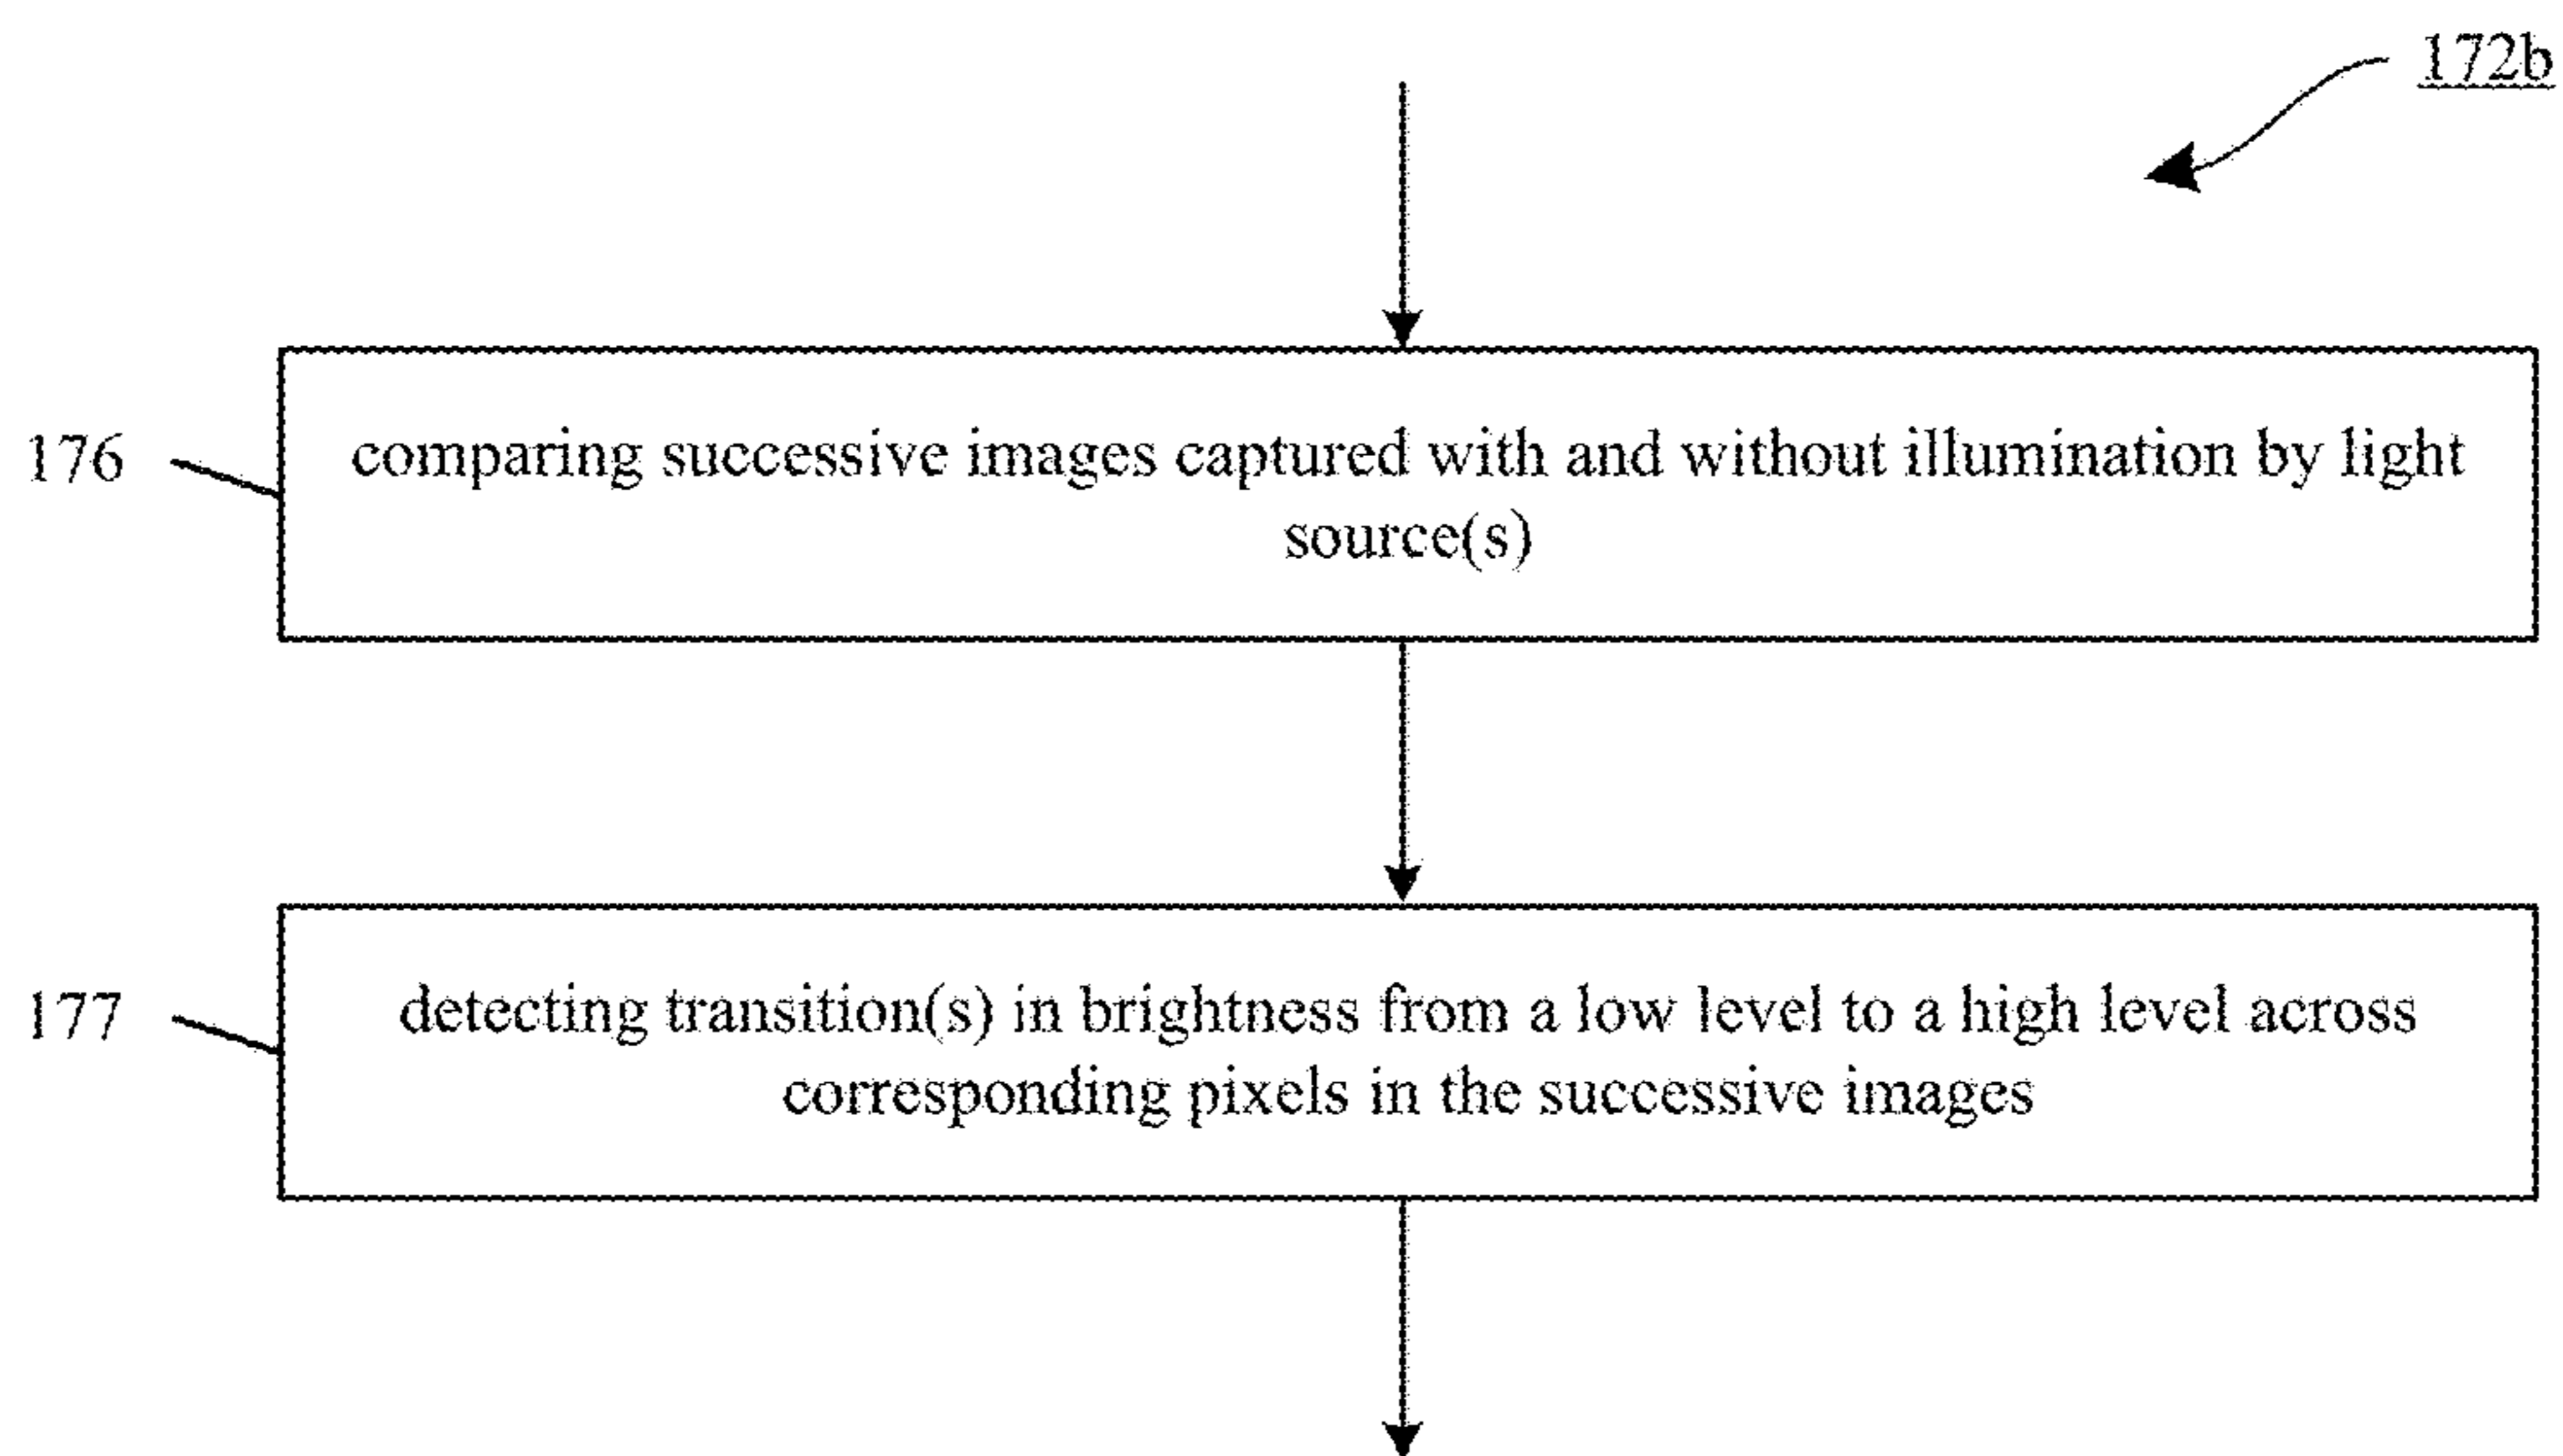 172b
176
comparing successive images captured with and without illumination by light
source(s)
177
detecting transition(s) in brightness from a low level to a high level across
corresponding pixels in the successive images